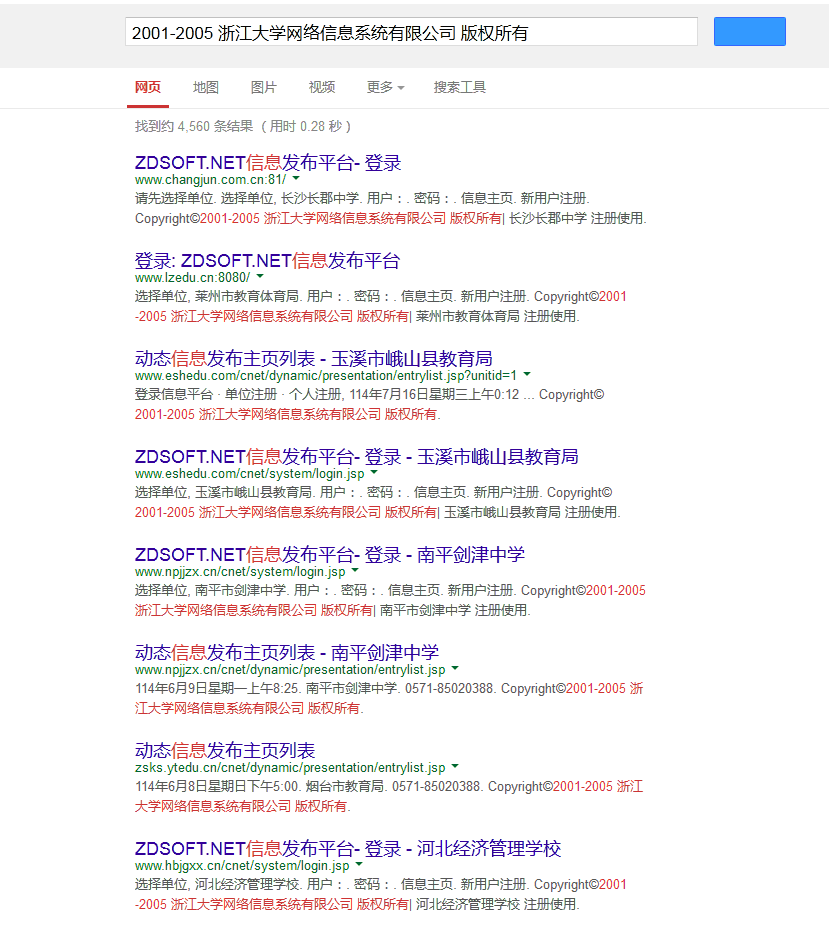 2001-2005 浙江大学网络信息系统有限公司 版权所有
网页 地图 图片 视频 更多 搜索工具
找到约 4,560 条结果 （用时 0.28 秒）
ZDSOFT.NET信息发布平台- 登录
www.changjun.com.cn:81/
请先选择单位. 选择单位, 长沙长郡中学. 用户：. 密码：. 信息主页. 新用户注册.
Copyright©2001-2005 浙江大学网络信息系统有限公司 版权所有| 长沙长郡中学 注册使用.
登录: ZDSOFT.NET信息发布平台
www.lzedu.cn:8080/
选择单位, 莱州市教育体育局. 用户：. 密码：. 信息主页. 新用户注册. Copyright©2001
-2005 浙江大学网络信息系统有限公司 版权所有| 莱州市教育体育局 注册使用.
动态信息发布主页列表 - 玉溪市峨山县教育局
www.eshedu.com/cnet/dynamic/presentation/entrylist.jsp?unitid=1
登录信息平台 · 单位注册 · 个人注册, 114年7月16日星期三上午0:12 ... Copyright©
2001-2005 浙江大学网络信息系统有限公司 版权所有.
ZDSOFT.NET信息发布平台- 登录 - 玉溪市峨山县教育局
www.eshedu.com/cnet/system/login.jsp
选择单位, 玉溪市峨山县教育局. 用户：. 密码：. 信息主页. 新用户注册. Copyright©
2001-2005 浙江大学网络信息系统有限公司 版权所有| 玉溪市峨山县教育局 注册使用.
ZDSOFT.NET信息发布平台- 登录 - 南平剑津中学
www.npjjzx.cn/cnet/system/login.jsp
选择单位, 南平市剑津中学. 用户：. 密码：. 信息主页. 新用户注册. Copyright©2001-2005
浙江大学网络信息系统有限公司 版权所有| 南平市剑津中学 注册使用.
动态信息发布主页列表 - 南平剑津中学
www.npjjzx.cn/cnet/dynamic/presentation/entrylist.jsp
114年6月9日星期一上午8:25. 南平市剑津中学. 0571-85020388. Copyright©2001-2005 浙
江大学网络信息系统有限公司 版权所有.
动态信息发布主页列表
zsks.ytedu.cn/cnet/dynamic/presentation/entrylist.jsp
114年6月8日星期日下午5:00. 烟台市教育局. 0571-85020388. Copyright©2001-2005 浙江
大学网络信息系统有限公司 版权所有.
ZDSOFT.NET信息发布平台- 登录 - 河北经济管理学校
www.hbjgxx.cn/cnet/system/login.jsp
选择单位, 河北经济管理学校. 用户：. 密码：. 信息主页. 新用户注册. Copyright©2001
-2005 浙江大学网络信息系统有限公司 版权所有| 河北经济管理学校 注册使用.